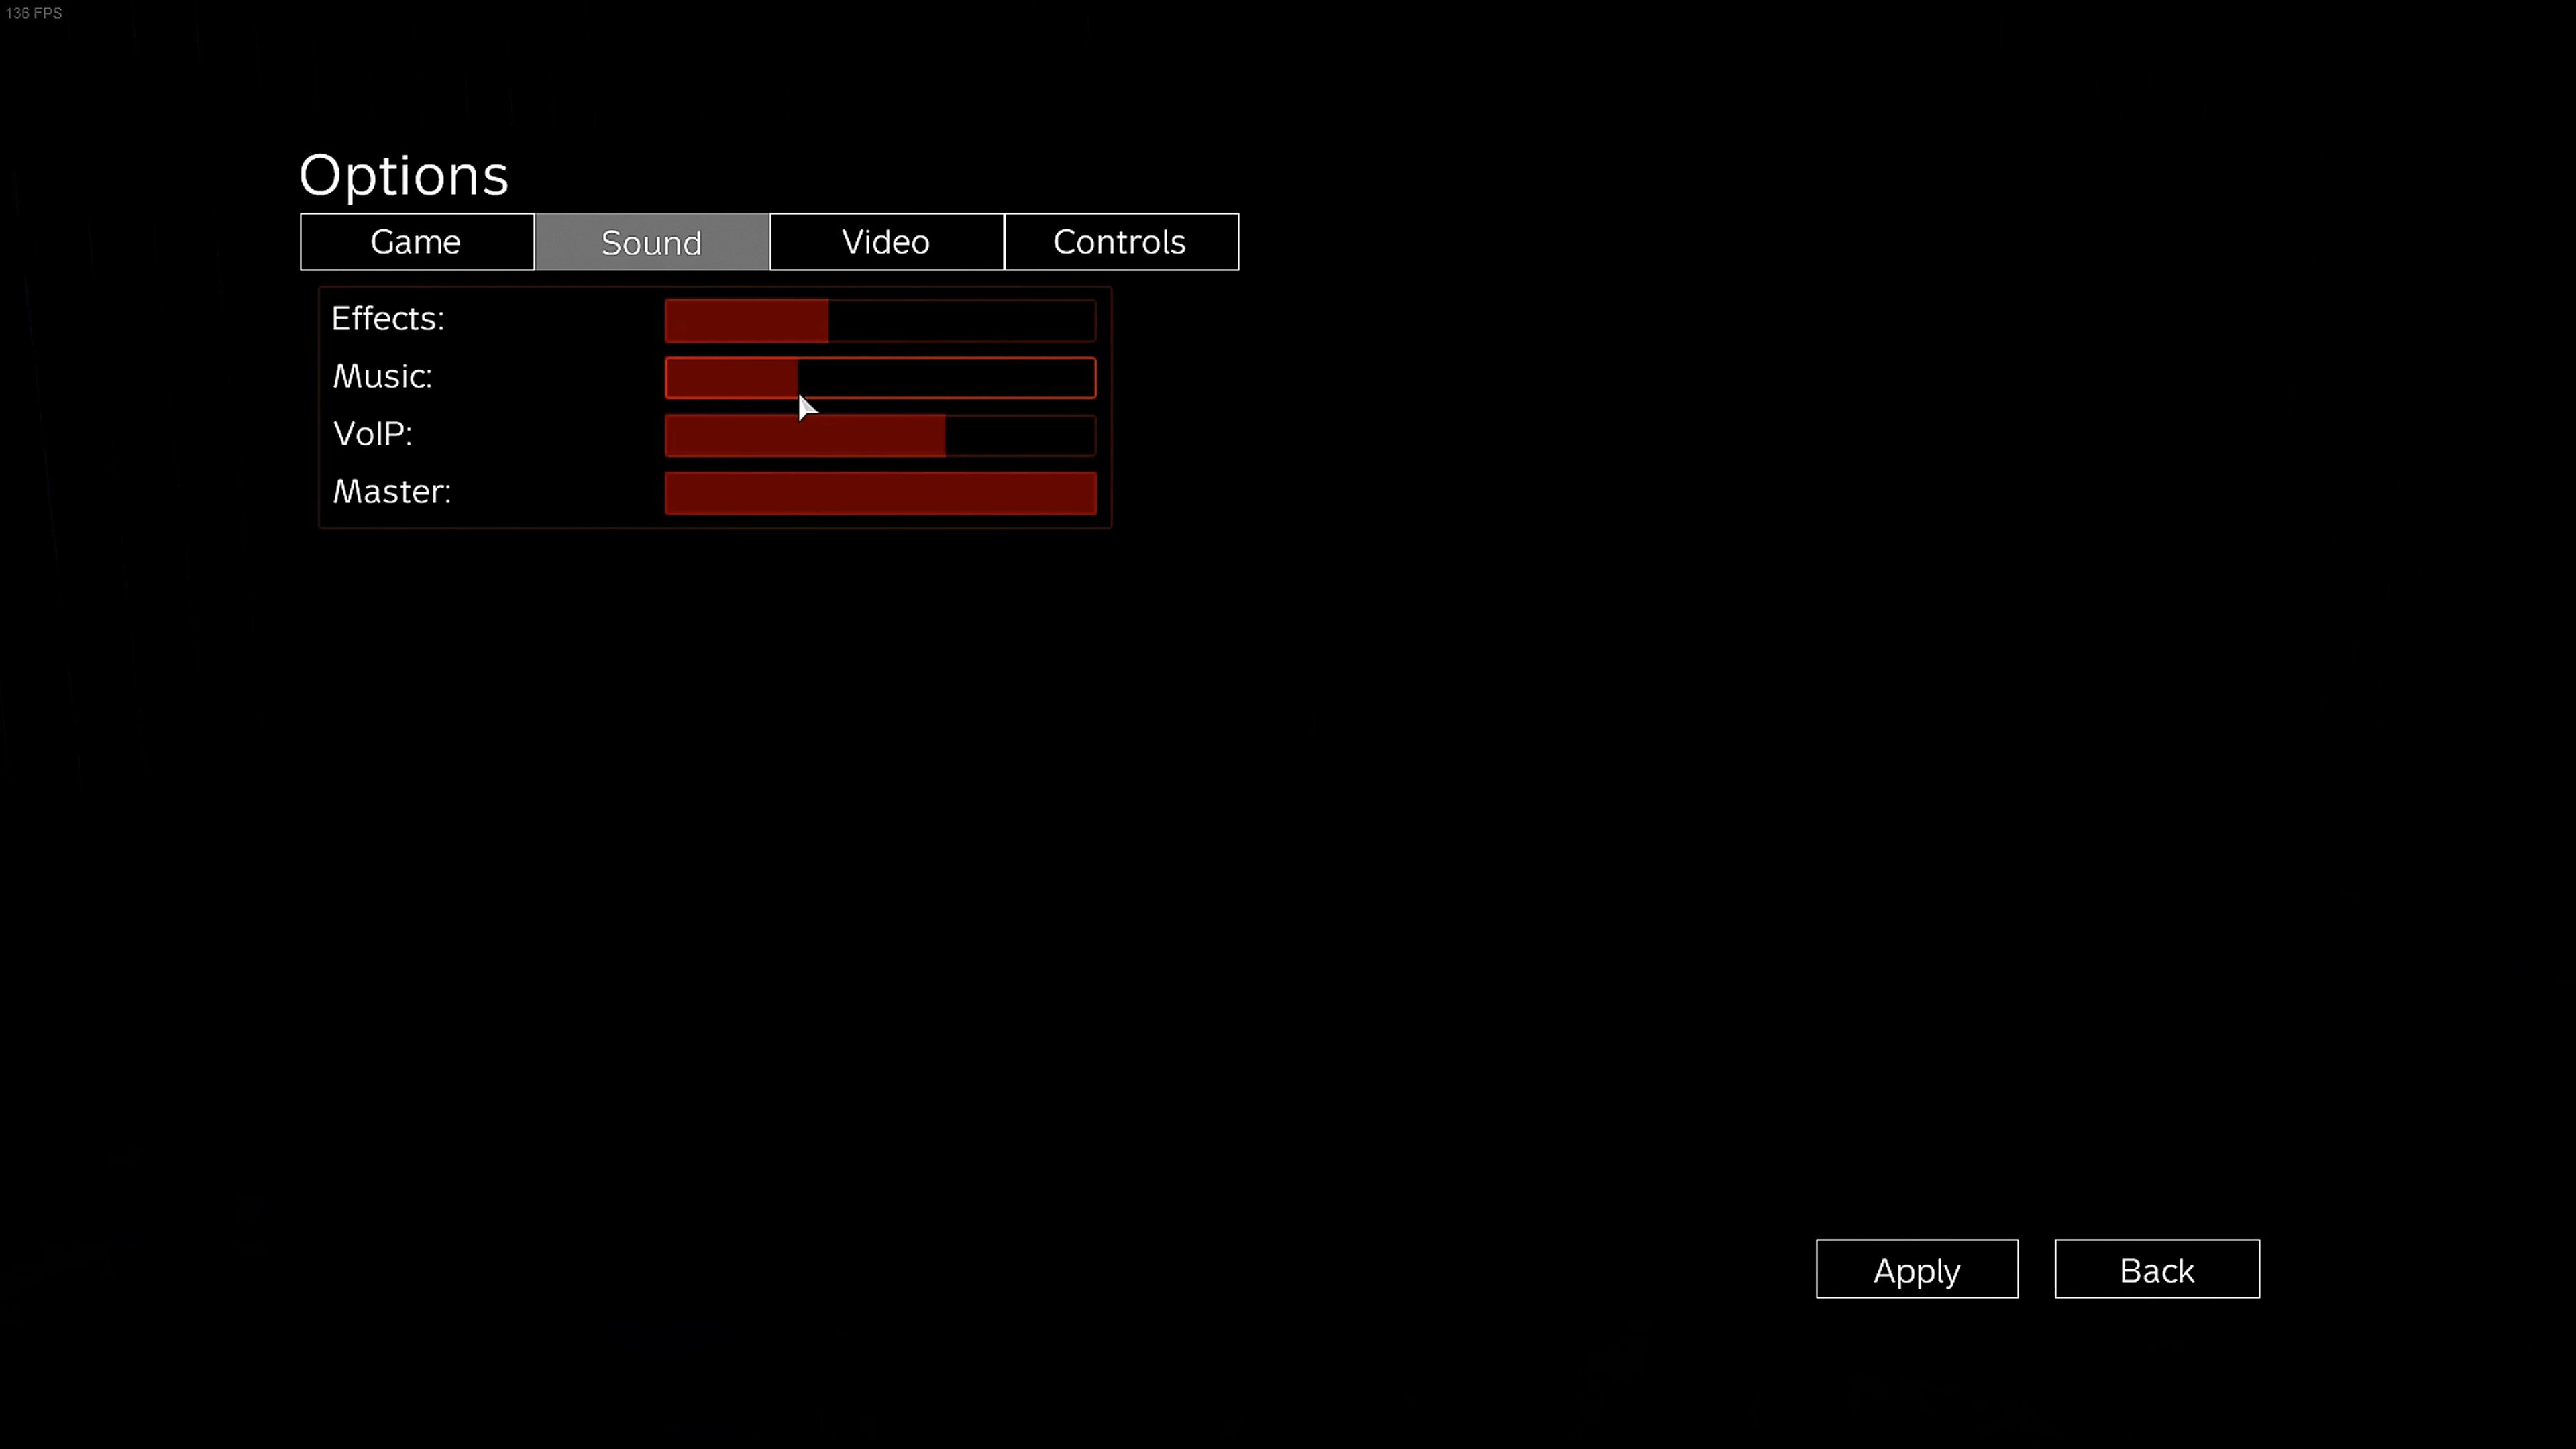 136 FPS
Options
Game Sound Video Controls
Effects:
Music:
VoIP:
Master:
Apply Back